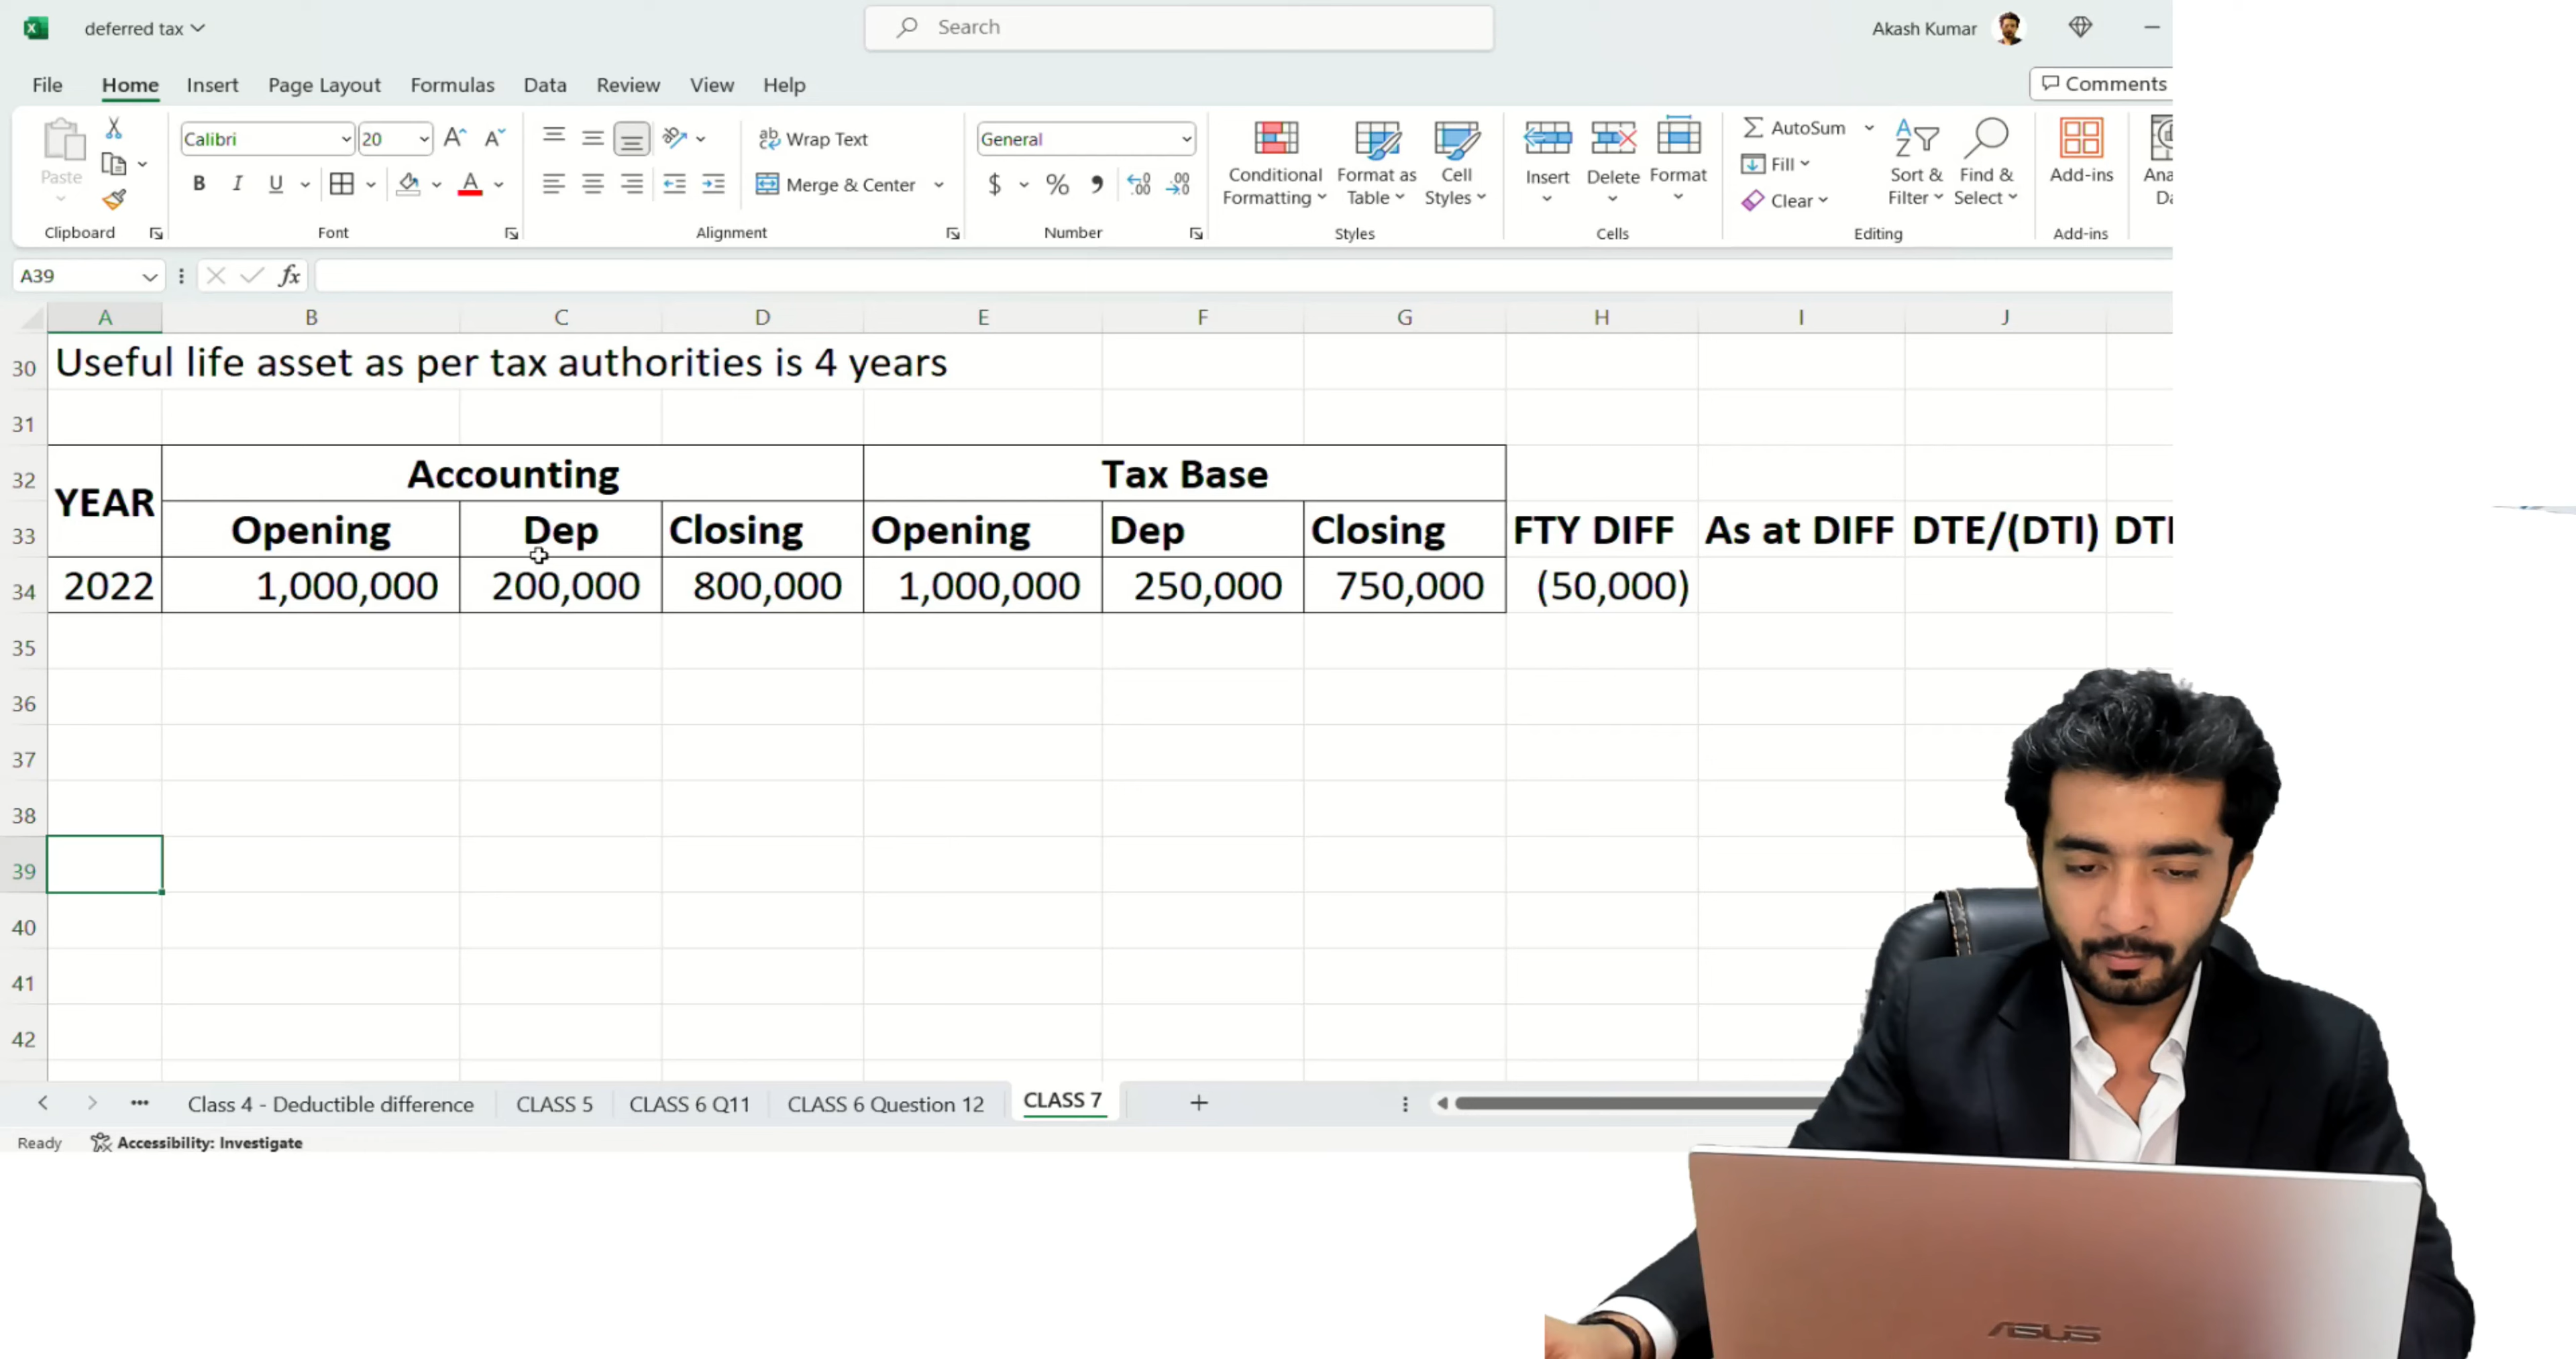 deferred tax
Search
Akash Kumar
File Home Insert Page Layout Formulas Data Review View Help
Comments
Paste
Calibri 20
Wrap Text
General
Conditional Formatting
Format as Table
Cell Styles
Insert Delete Format
AutoSum
Fill
Clear
Sort & Filter
Find & Select
Add-ins
B I U
Merge & Center
$ % 9
Clipboard Font Alignment Number Styles Cells Editing Add-ins
A39 fx
A B C D E F G H I J
30 Useful life asset as per tax authorities is 4 years
31
32 YEAR Accounting Tax Base
33 Opening Dep Closing Opening Dep Closing FTY DIFF As at DIFF DTE/(DTI)
34 2022 1,000,000 200,000 800,000 1,000,000 250,000 750,000 (50,000)
35
36
37
38
39
40
41
42
Class 4 - Deductible difference CLASS 5 CLASS 6 Q11 CLASS 6 Question 12 CLASS 7
Ready Accessibility: Investigate
ASUS